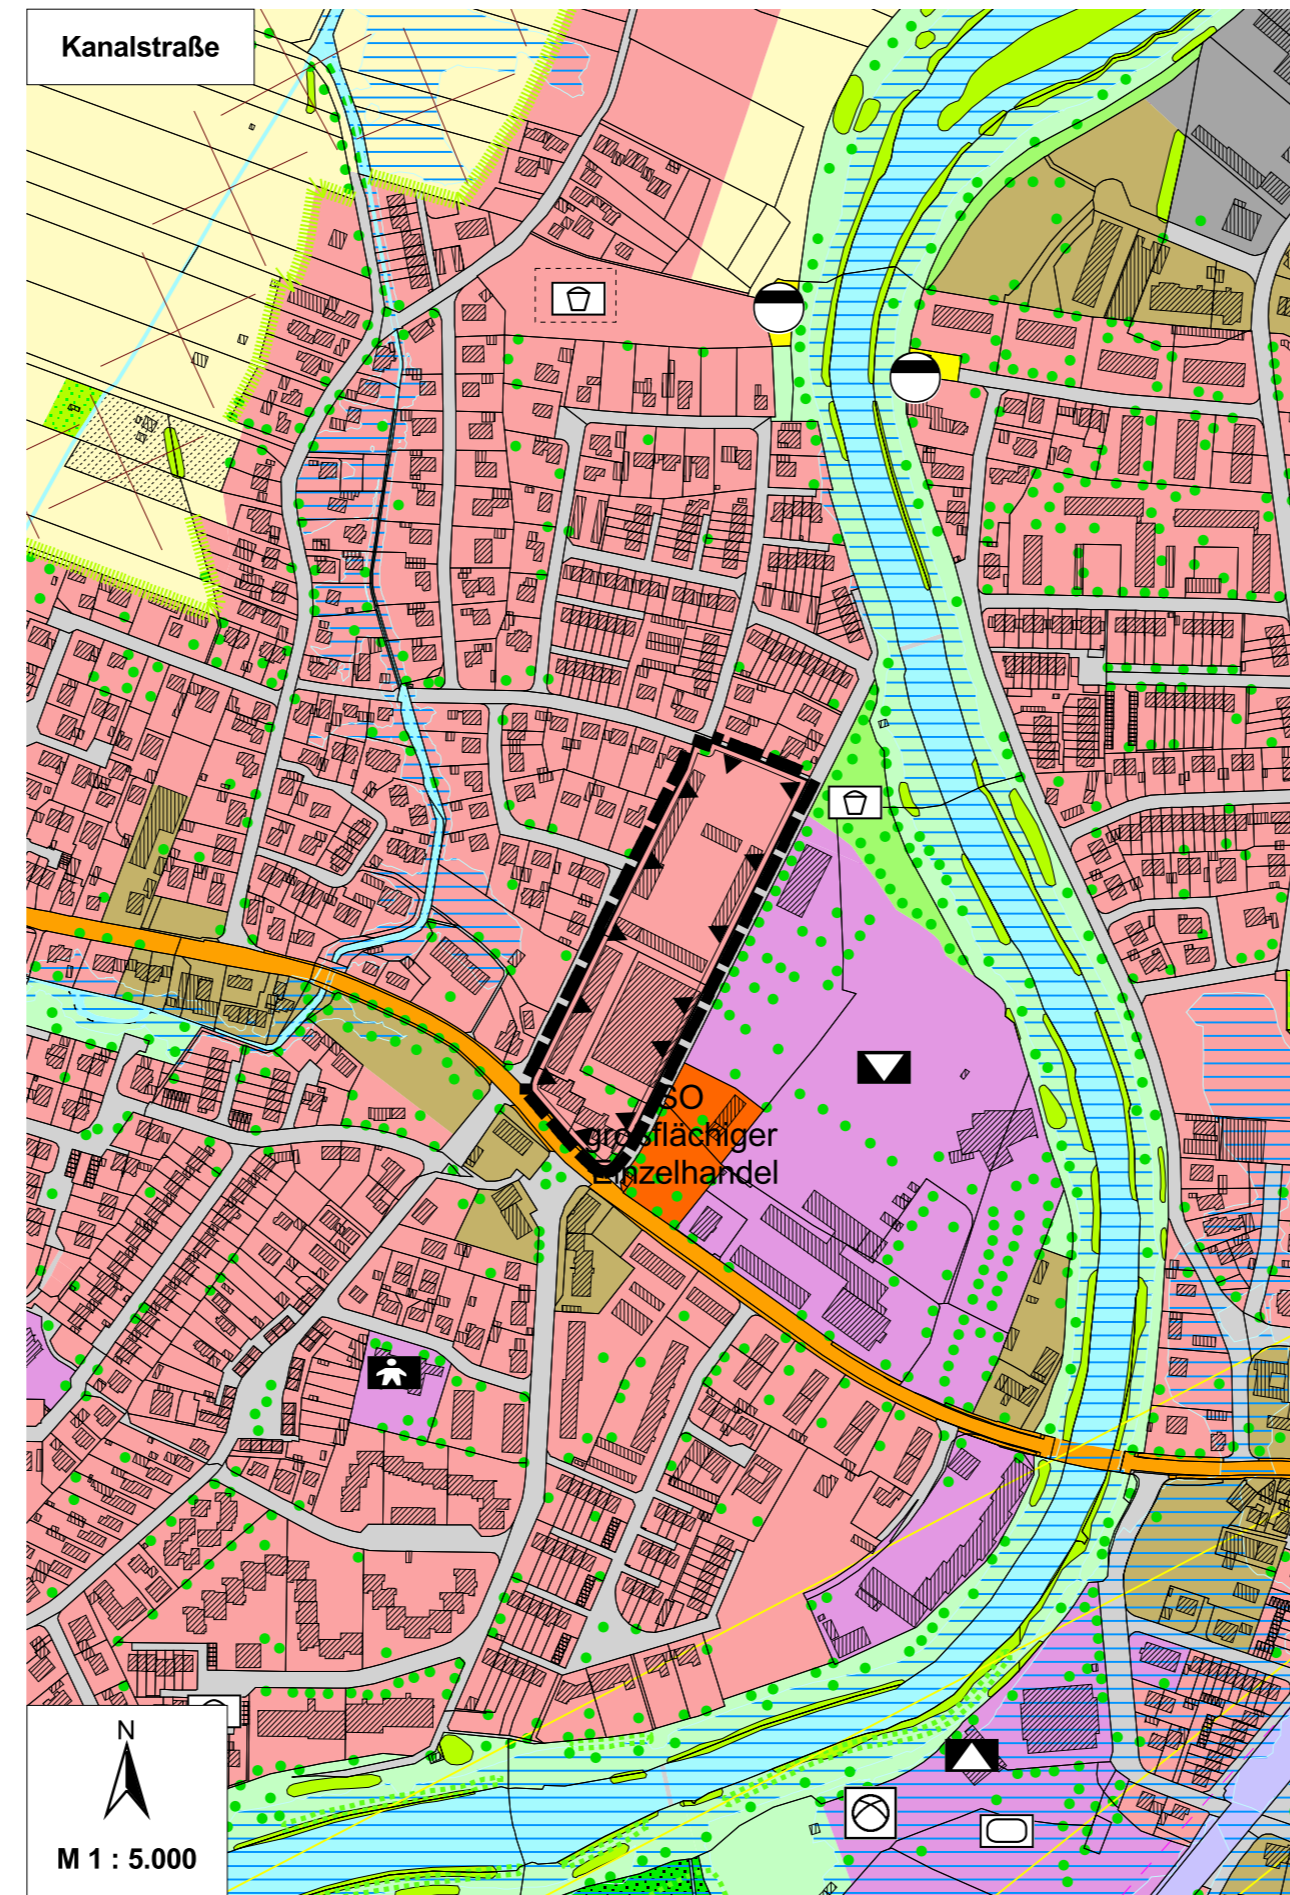 Kanalstraße
SO
großflächiger
Einzelhandel
N
M 1 : 5.000